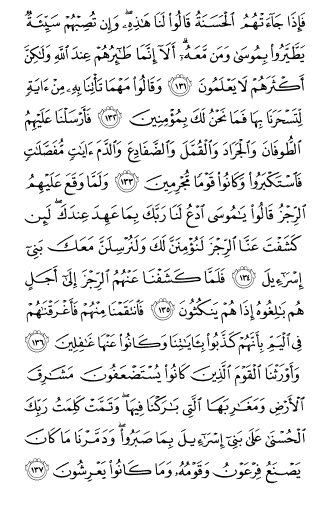 فَإِذَا جَآءَتْهُمُ ٱلْحَسَنَةُ قَالُوا۟ لَنَا هَـٰذِهِۦ ۖ وَإِن تُصِبْهُمْ سَيِّئَةٌ
يَطَّيَّرُوا۟ بِمُوسَىٰ وَمَن مَّعَهُۥٓ ۗ أَلَآ إِنَّمَا طَـٰٓئِرُهُمْ عِندَ ٱللَّهِ وَلَـٰكِنَّ
أَكْثَرَهُمْ لَا يَعْلَمُونَ ﴿١٣١﴾ وَقَالُوا۟ مَهْمَا تَأْتِنَا بِهِۦ مِنْ ءَايَةٍ
لِّتَسْحَرَنَا بِهَا فَمَا نَحْنُ لَكَ بِمُؤْمِنِينَ ﴿١٣٢﴾ فَأَرْسَلْنَا عَلَيْهِمُ
ٱلطُّوفَانَ وَٱلْجَرَادَ وَٱلْقُمَّلَ وَٱلضَّفَادِعَ وَٱلدَّمَ ءَايَـٰتٍ مُّفَصَّلَـٰتٍ
فَٱسْتَكْبَرُوا۟ وَكَانُوا۟ قَوْمًا مُّجْرِمِينَ ﴿١٣٣﴾ وَلَمَّا وَقَعَ عَلَيْهِمُ
ٱلرِّجْزُ قَالُوا۟ يَـٰمُوسَى ٱدْعُ لَنَا رَبَّكَ بِمَا عَهِدَ عِندَكَ ۖ لَئِن
كَشَفْتَ عَنَّا ٱلرِّجْزَ لَنُؤْمِنَنَّ لَكَ وَلَنُرْسِلَنَّ مَعَكَ بَنِىٓ
إِسْرَٰٓءِيلَ ﴿١٣٤﴾ فَلَمَّا كَشَفْنَا عَنْهُمُ ٱلرِّجْزَ إِلَىٰٓ أَجَلٍ
هُم بَـٰلِغُوهُ إِذَا هُمْ يَنكُثُونَ ﴿١٣٥﴾ فَٱنتَقَمْنَا مِنْهُمْ فَأَغْرَقْنَـٰهُمْ
فِى ٱلْيَمِّ بِأَنَّهُمْ كَذَّبُوا۟ بِـَٔايَـٰتِنَا وَكَانُوا۟ عَنْهَا غَـٰفِلِينَ ﴿١٣٦﴾
وَأَوْرَثْنَا ٱلْقَوْمَ ٱلَّذِينَ كَانُوا۟ يُسْتَضْعَفُونَ مَشَـٰرِقَ
ٱلْأَرْضِ وَمَغَـٰرِبَهَا ٱلَّتِى بَـٰرَكْنَا فِيهَا ۖ وَتَمَّتْ كَلِمَتُ رَبِّكَ
ٱلْحُسْنَىٰ عَلَىٰ بَنِىٓ إِسْرَٰٓءِيلَ بِمَا صَبَرُوا۟ ۖ وَدَمَّرْنَا مَا كَانَ
يَصْنَعُ فِرْعَوْنُ وَقَوْمُهُۥ وَمَا كَانُوا۟ يَعْرِشُونَ ﴿١٣٧﴾